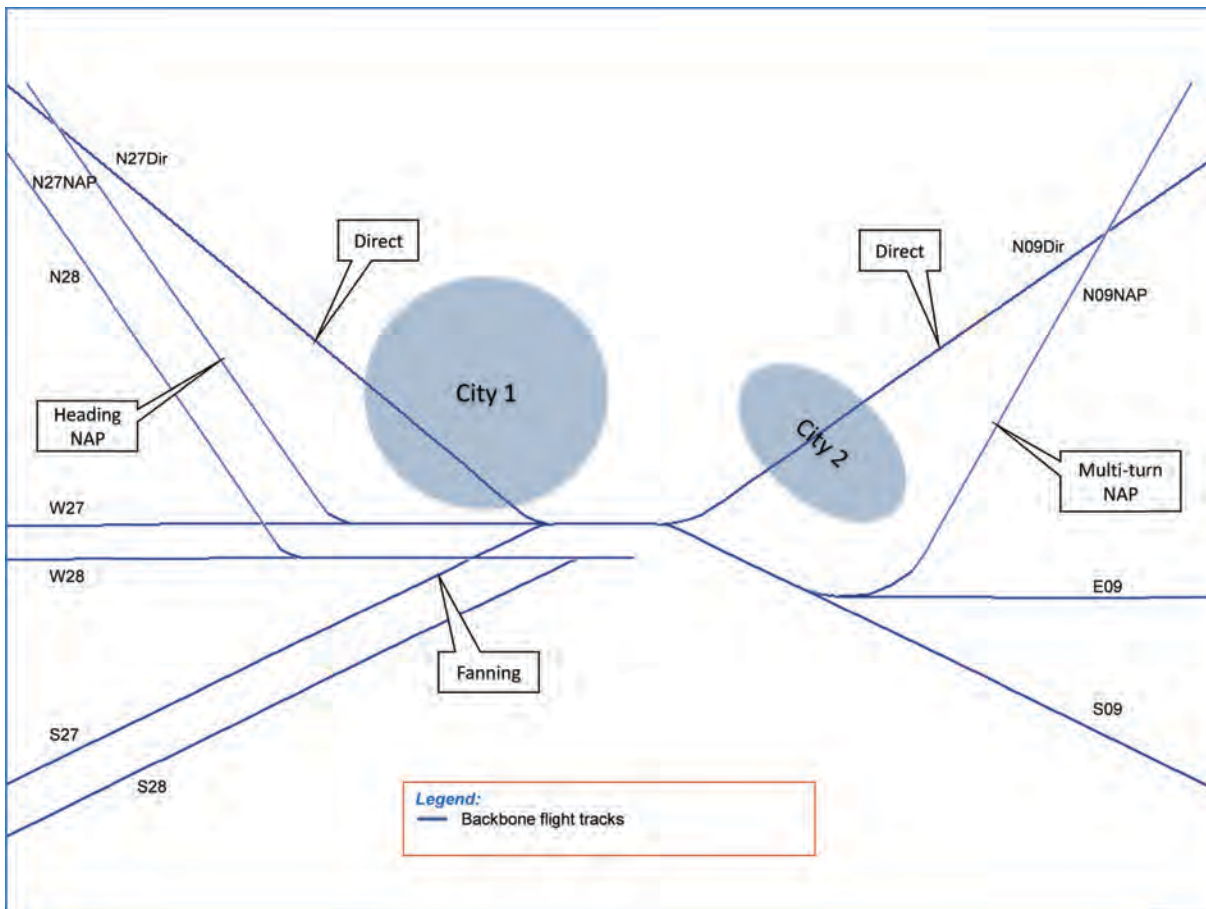 N27Dir
N27NAP
Direct
Direct
N09Dir
N28
N09NAP
City 1
Heading
NAP
City 2
Multi-turn
NAP
W27
W28
E09
Fanning
S09
S27
S28
Legend:
Backbone flight tracks